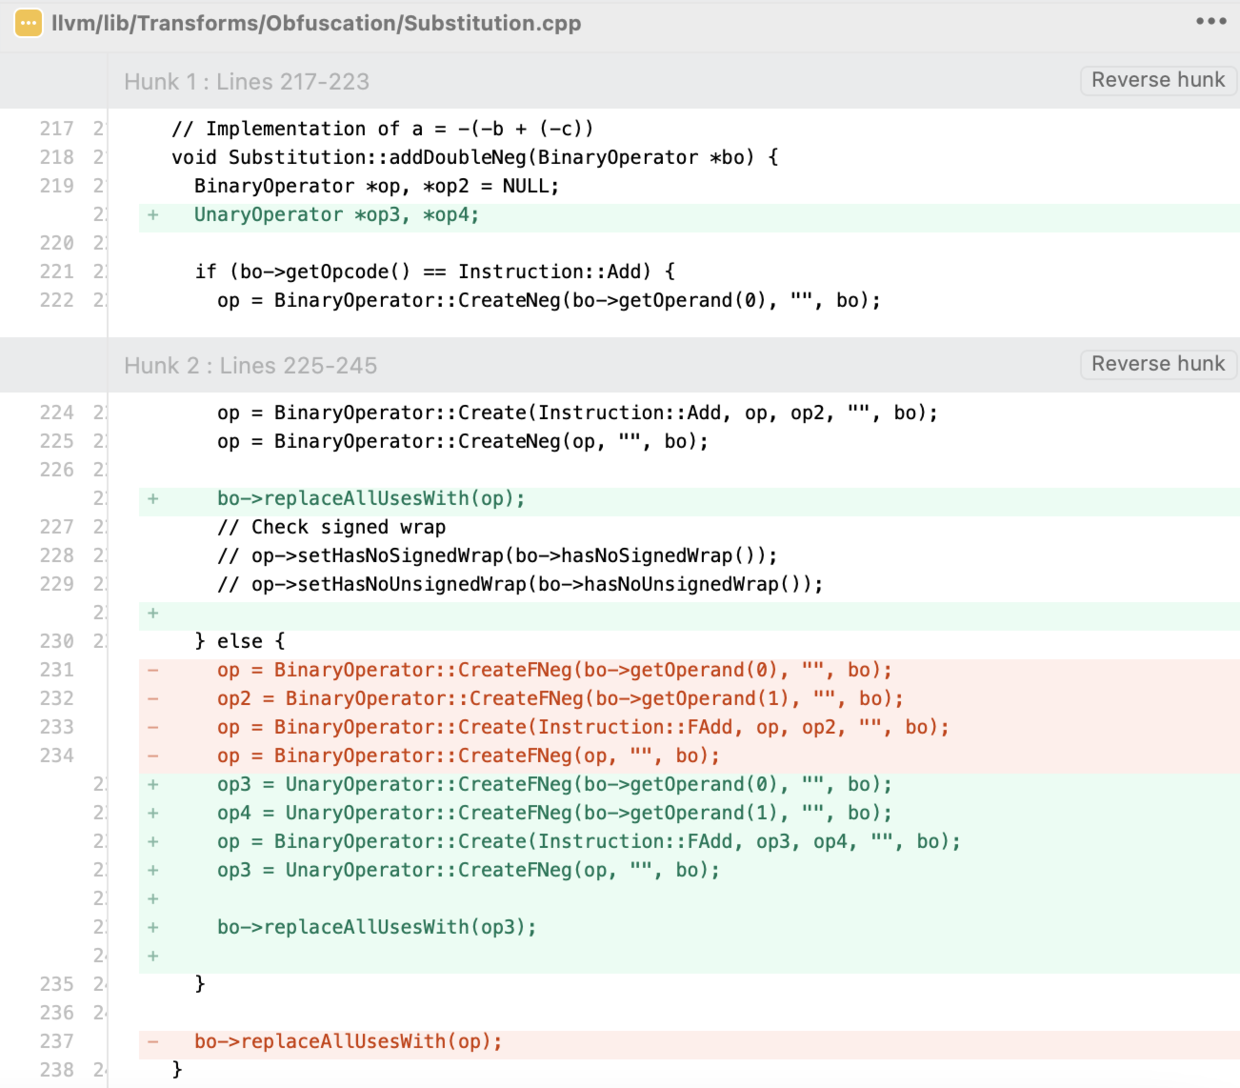 llvm/lib/Transforms/Obfuscation/Substitution.cpp
Hunk 1 : Lines 217-223 Reverse hunk
217 2 // Implementation of a = -(-b + (-c))
218 2 void Substitution::addDoubleNeg(BinaryOperator *bo) {
219 2 BinaryOperator *op, *op2 = NULL;
2 + UnaryOperator *op3, *op4;
220 2
221 2 if (bo->getOpcode() == Instruction::Add) {
222 2 op = BinaryOperator::CreateNeg(bo->getOperand(0), "", bo);
Hunk 2 : Lines 225-245 Reverse hunk
224 2 op = BinaryOperator::Create(Instruction::Add, op, op2, "", bo);
225 2 op = BinaryOperator::CreateNeg(op, "", bo);
226 2
2 + bo->replaceAllUsesWith(op);
227 2 // Check signed wrap
228 2 // op->setHasNoSignedWrap(bo->hasNoSignedWrap());
229 2 // op->setHasNoUnsignedWrap(bo->hasNoUnsignedWrap());
2 +
230 2 } else {
231 - op = BinaryOperator::CreateFNeg(bo->getOperand(0), "", bo);
232 - op2 = BinaryOperator::CreateFNeg(bo->getOperand(1), "", bo);
233 - op = BinaryOperator::Create(Instruction::FAdd, op, op2, "", bo);
234 - op = BinaryOperator::CreateFNeg(op, "", bo);
2 + op3 = UnaryOperator::CreateFNeg(bo->getOperand(0), "", bo);
2 + op4 = UnaryOperator::CreateFNeg(bo->getOperand(1), "", bo);
2 + op = BinaryOperator::Create(Instruction::FAdd, op3, op4, "", bo);
2 + op3 = UnaryOperator::CreateFNeg(op, "", bo);
2 +
2 + bo->replaceAllUsesWith(op3);
2 +
235 2 }
236 2
237 - bo->replaceAllUsesWith(op);
238 2 }